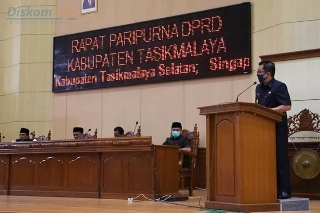 Diskom
RAPAT PARIPURNA DPRD
KABUPATEN TASIKMALAYA
Kabupaten Tasikmalaya Selatan; Singap